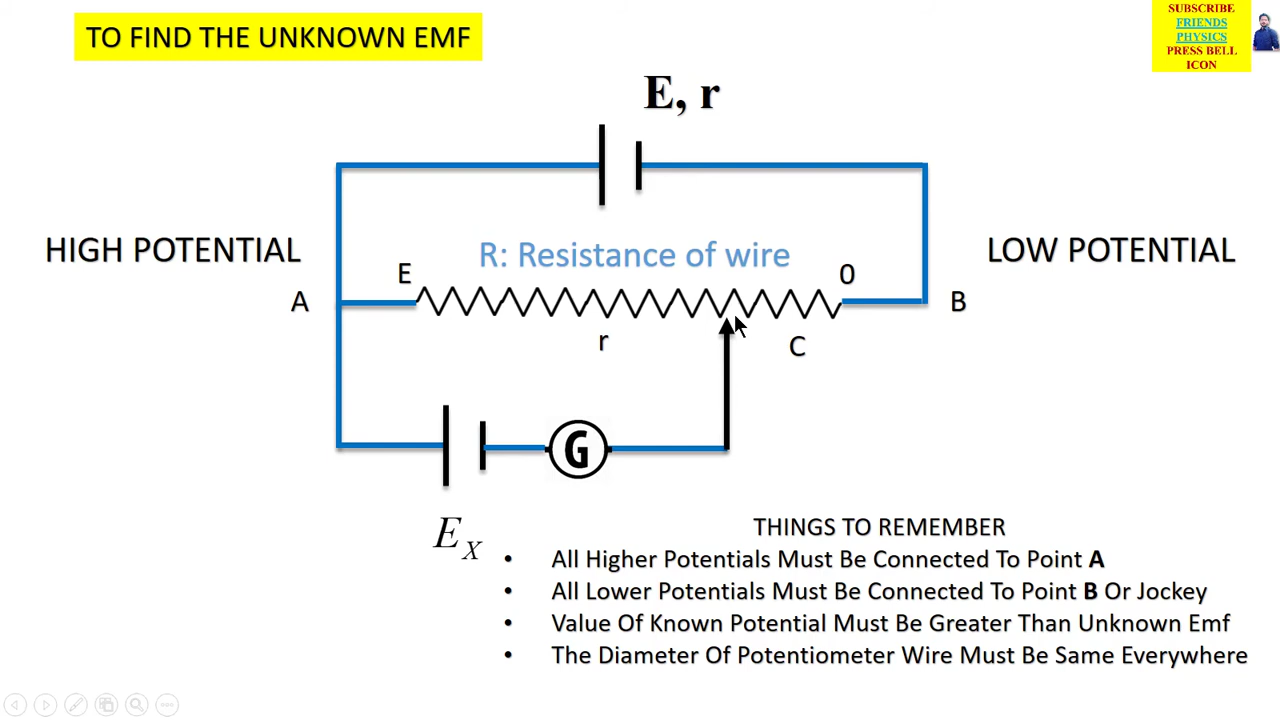 TO FIND THE UNKNOWN EMF
SUBSCRIBE
FRIENDS
PHYSICS
PRESS BELL
ICON
E, r
HIGH POTENTIAL
R: Resistance of wire
LOW POTENTIAL
E
0
A
B
r
C
G
E_X
THINGS TO REMEMBER
• All Higher Potentials Must Be Connected To Point A
• All Lower Potentials Must Be Connected To Point B Or Jockey
• Value Of Known Potential Must Be Greater Than Unknown Emf
• The Diameter Of Potentiometer Wire Must Be Same Everywhere